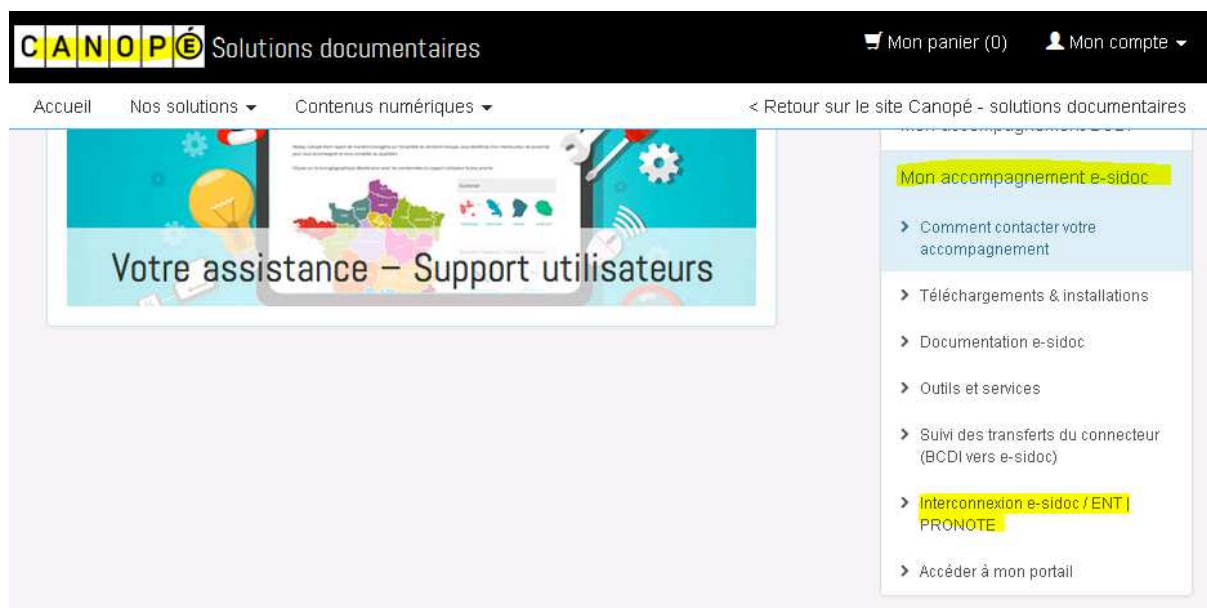 CANOPÉ Solutions documentaires
Mon panier (0)
Mon compte
Accueil
Nos solutions
Contenus numériques
< Retour sur le site Canopé - solutions documentaires
Votre assistance – Support utilisateurs
Mon accompagnement e-sidoc
Comment contacter votre
accompagnement
Téléchargements & installations
Documentation e-sidoc
Outils et services
Suivi des transferts du connecteur
(BCDI vers e-sidoc)
Interconnexion e-sidoc / ENT |
PRONOTE
Accéder à mon portail